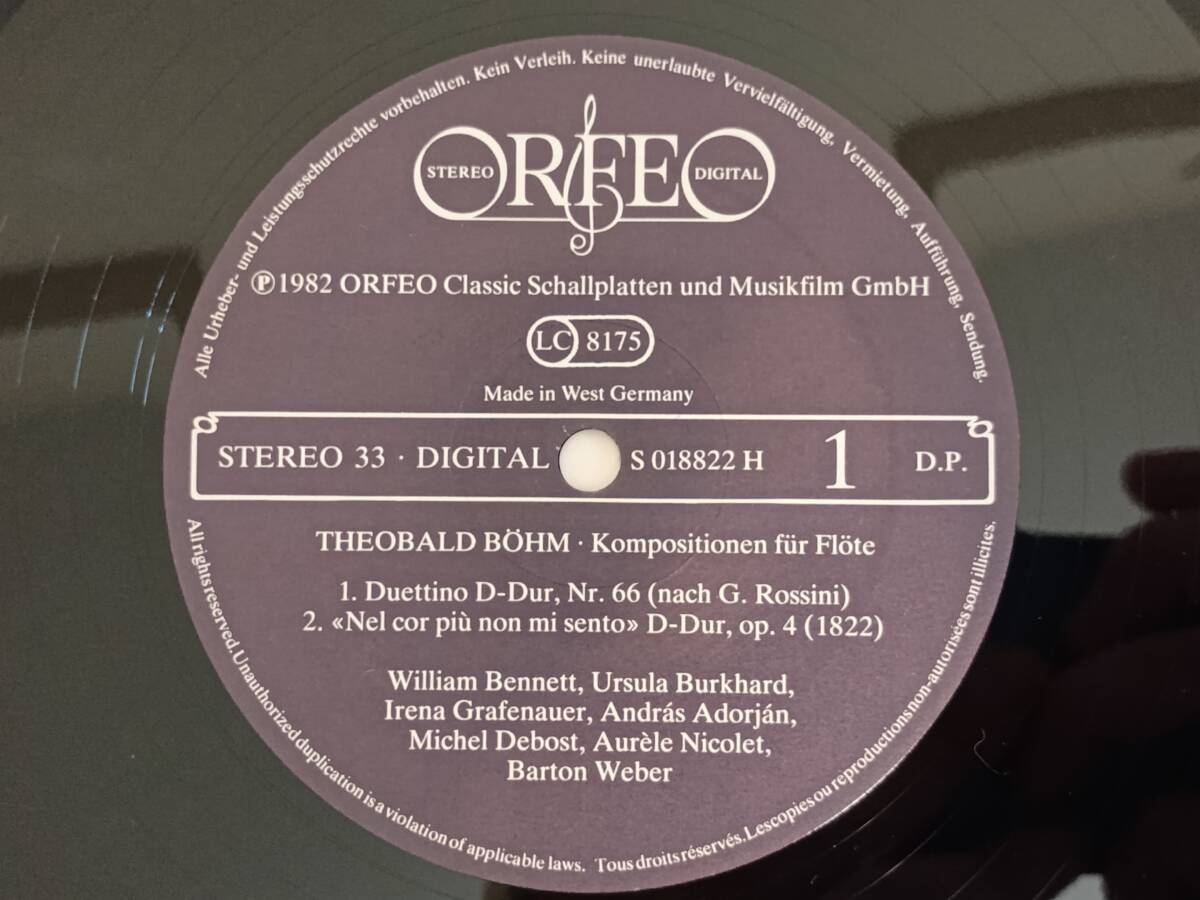 Alle Urheber- und Leistungsschutzrechte vorbehalten. Kein Verleih. Keine unerlaubte Vervielfältigung, Vermietung, Aufführung, Sendung.
STEREO ORFEO DIGITAL
℗1982 ORFEO Classic Schallplatten und Musikfilm GmbH
LC 8175
Made in West Germany
STEREO 33 · DIGITAL S 018822 H 1 D.P.
THEOBALD BÖHM · Kompositionen für Flöte
1. Duettino D-Dur, Nr. 66 (nach G. Rossini)
2. «Nel cor più non mi sento» D-Dur, op. 4 (1822)
William Bennett, Ursula Burkhard,
Irena Grafenauer, András Adorján,
Michel Debost, Aurèle Nicolet,
Barton Weber
All rights reserved. Unauthorized duplication is a violation of applicable laws. Tous droits réservés. Les copies ou reproductions non-autorisées sont illicites.